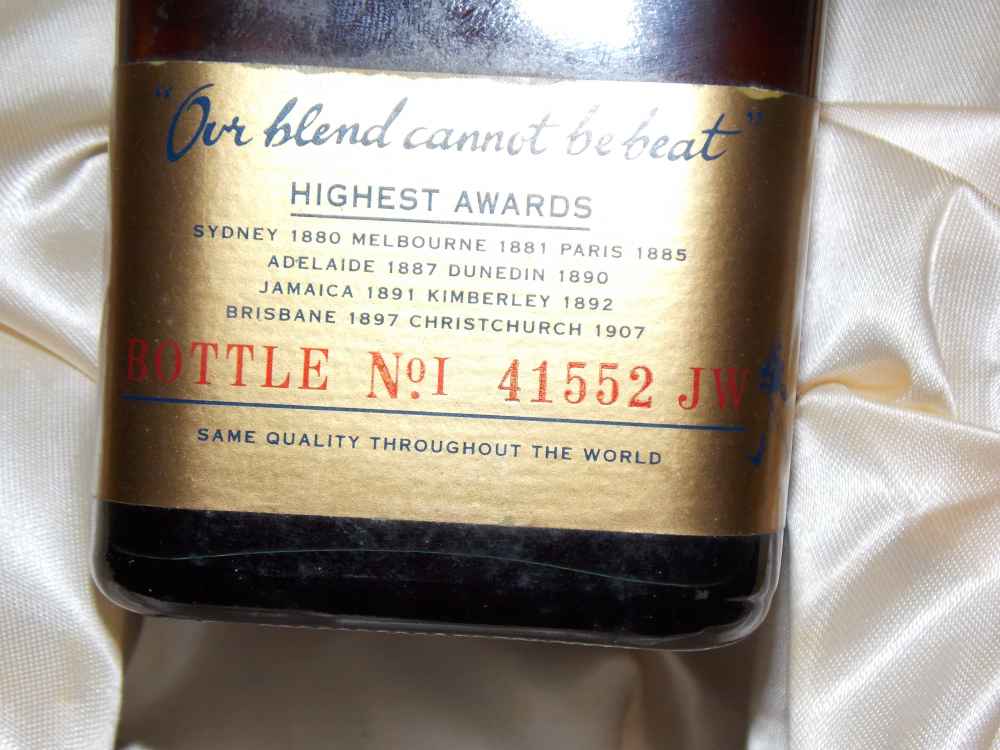 "Our blend cannot be beat"
HIGHEST AWARDS
SYDNEY 1880 MELBOURNE 1881 PARIS 1885
ADELAIDE 1887 DUNEDIN 1890
JAMAICA 1891 KIMBERLEY 1892
BRISBANE 1897 CHRISTCHURCH 1907
BOTTLE No.1 41552 JW
SAME QUALITY THROUGHOUT THE WORLD